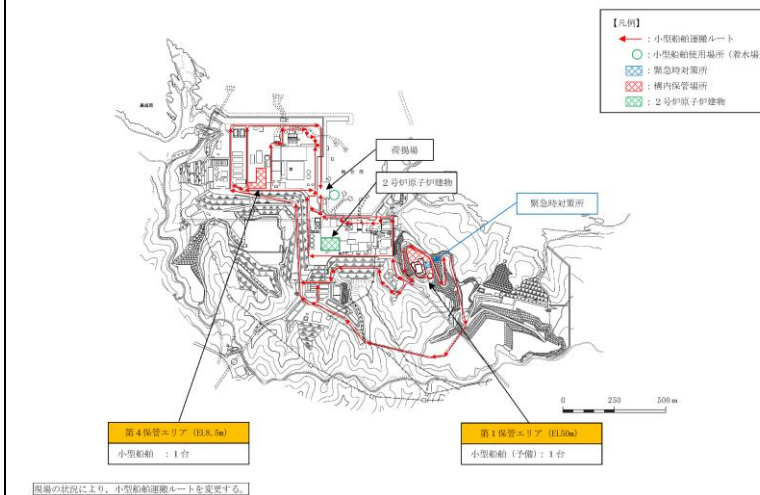 【凡例】
：小型船舶運搬ルート
：小型船舶使用場所（着水場
：緊急時対策所
：構内保管場所
：２号炉原子炉建物
荷揚場
２号炉原子炉建物
緊急時対策所
0 250 500 m
第４保管エリア（EL8.5m）
小型船舶 ：１台
第１保管エリア（EL50m）
小型船舶（予備）：１台
現場の状況により，小型船舶運搬ルートを変更する。